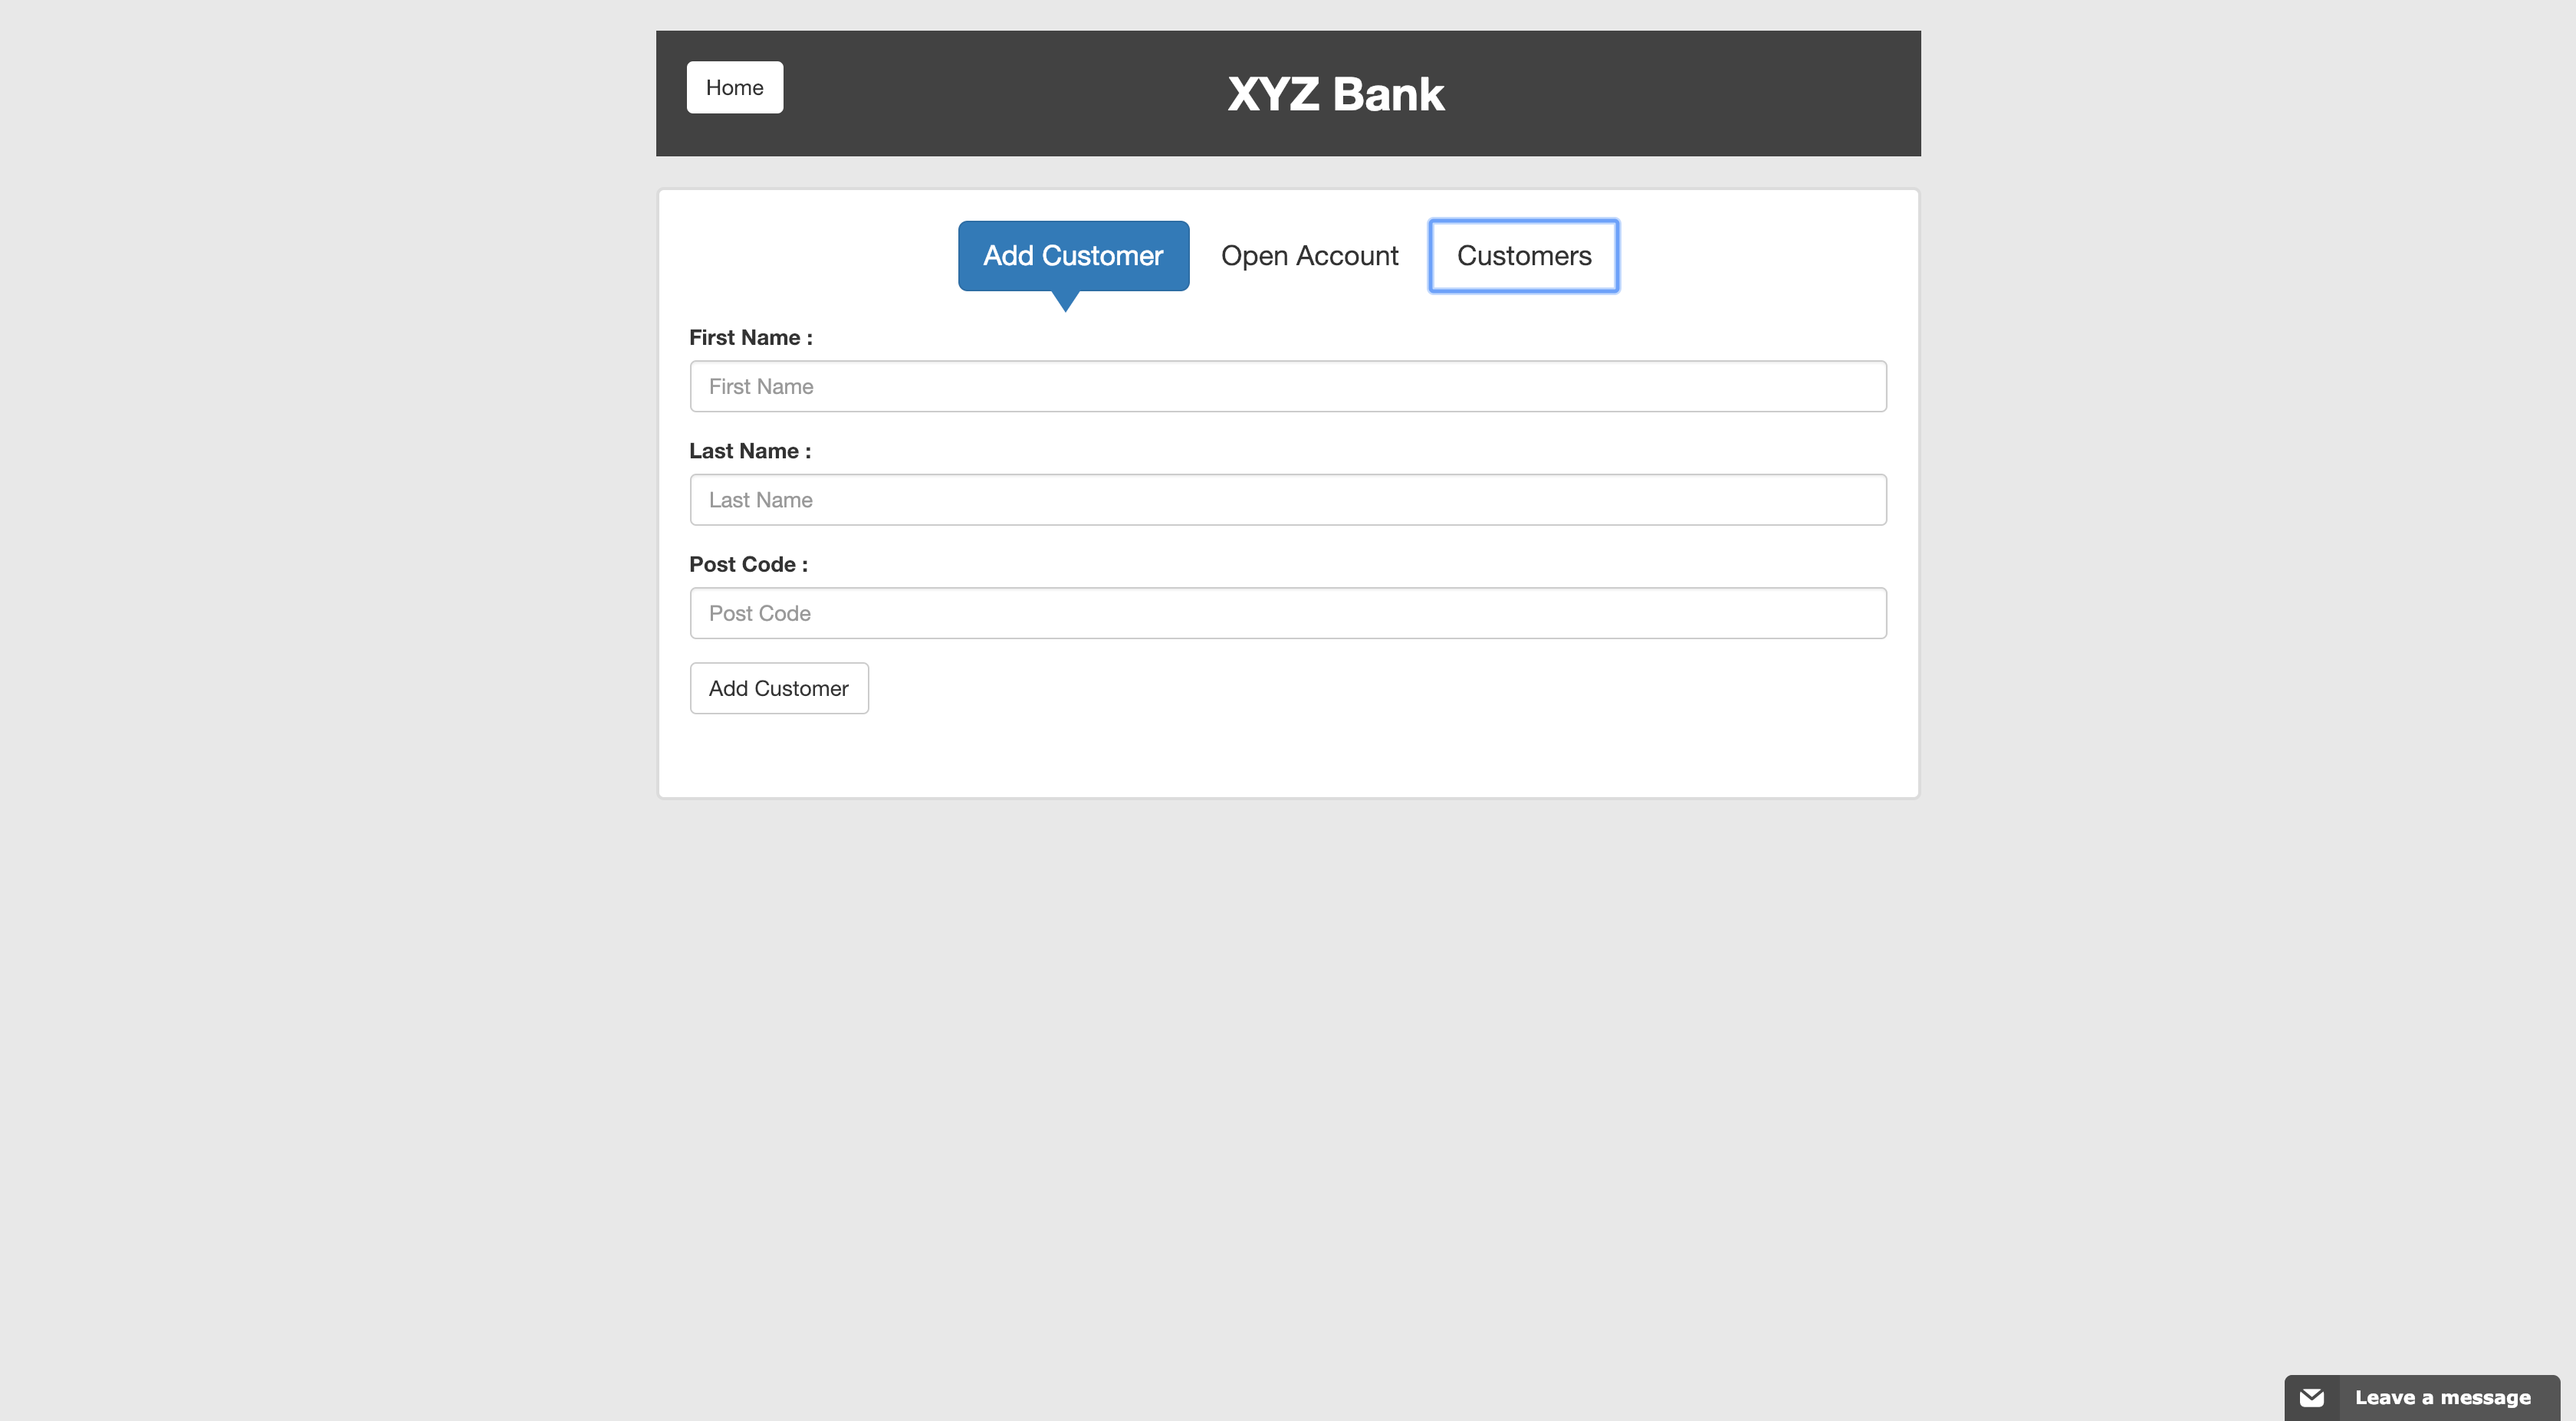 Home
XYZ Bank
Add Customer
Open Account
Customers
First Name :
First Name
Last Name :
Last Name
Post Code :
Post Code
Add Customer
Leave a message